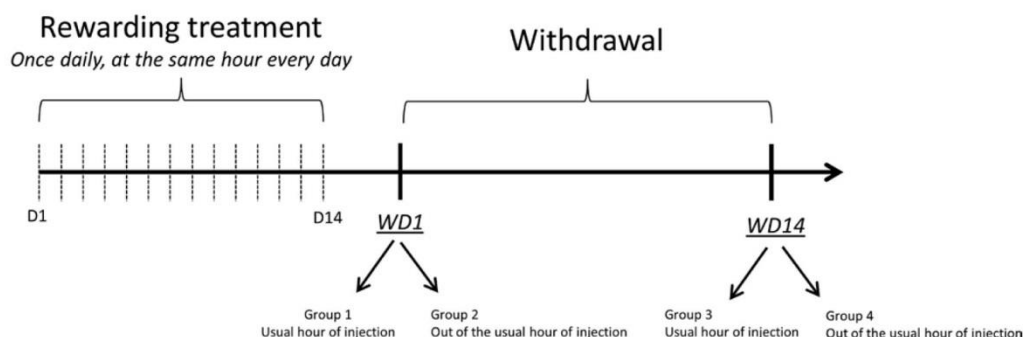 Rewarding treatment
Once daily, at the same hour every day
Withdrawal
D1
D14
WD1
WD14
Group 1
Usual hour of injection
Group 2
Out of the usual hour of injection
Group 3
Usual hour of injection
Group 4
Out of the usual hour of injection